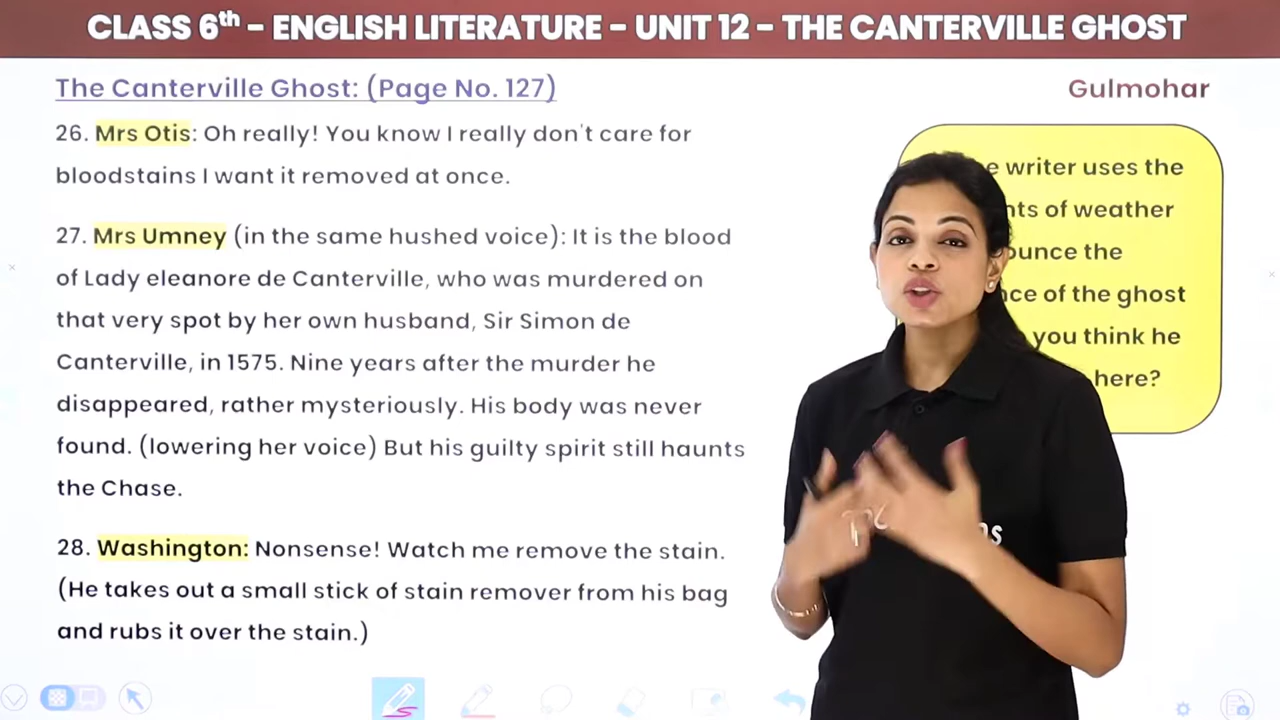 CLASS 6th - ENGLISH LITERATURE - UNIT 12 - THE CANTERVILLE GHOST
The Canterville Ghost: (Page No. 127)
Gulmohar
26. Mrs Otis: Oh really! You know I really don't care for
bloodstains I want it removed at once.
27. Mrs Umney (in the same hushed voice): It is the blood
of Lady eleanore de Canterville, who was murdered on
that very spot by her own husband, Sir Simon de
Canterville, in 1575. Nine years after the murder he
disappeared, rather mysteriously. His body was never
found. (lowering her voice) But his guilty spirit still haunts
the Chase.
28. Washington: Nonsense! Watch me remove the stain.
(He takes out a small stick of stain remover from his bag
and rubs it over the stain.)
writer uses the
of weather
the
of the ghost
you think he
here?